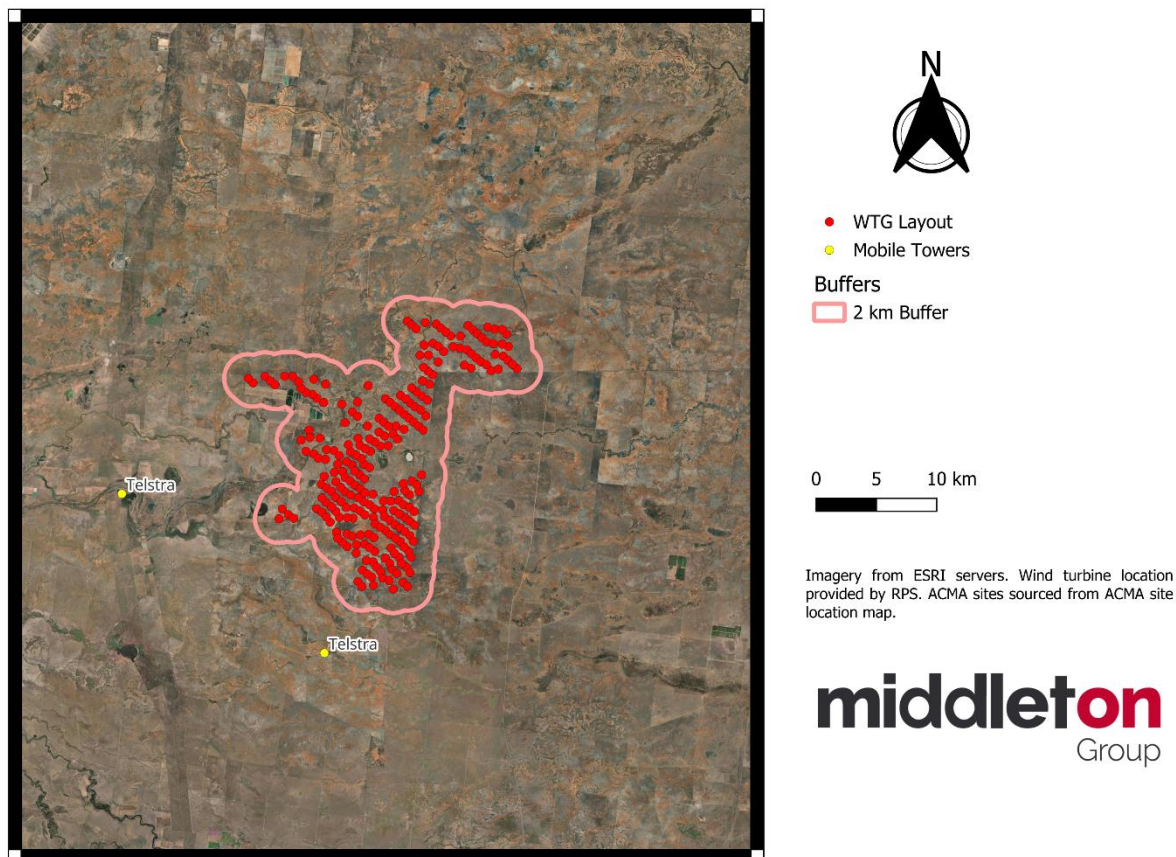 N
WTG Layout
Mobile Towers
Buffers
2 km Buffer
Telstra
0 5 10 km
Imagery from ESRI servers. Wind turbine location
provided by RPS. ACMA sites sourced from ACMA site
location map.
Telstra
middleton
Group